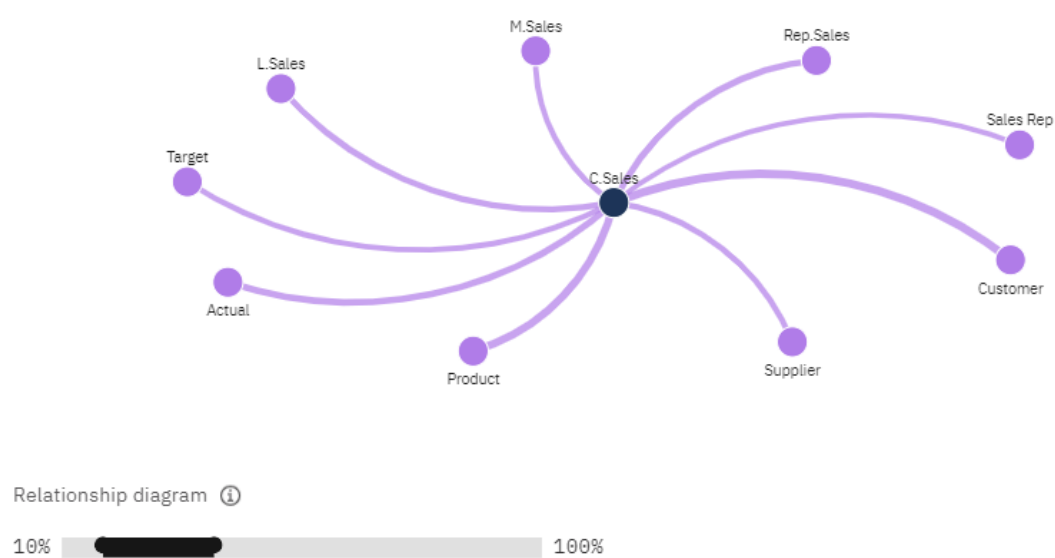 M.Sales
Rep.Sales
L.Sales
Sales Rep
Target
C.Sales
Customer
Actual
Supplier
Product
Relationship diagram
10% 100%